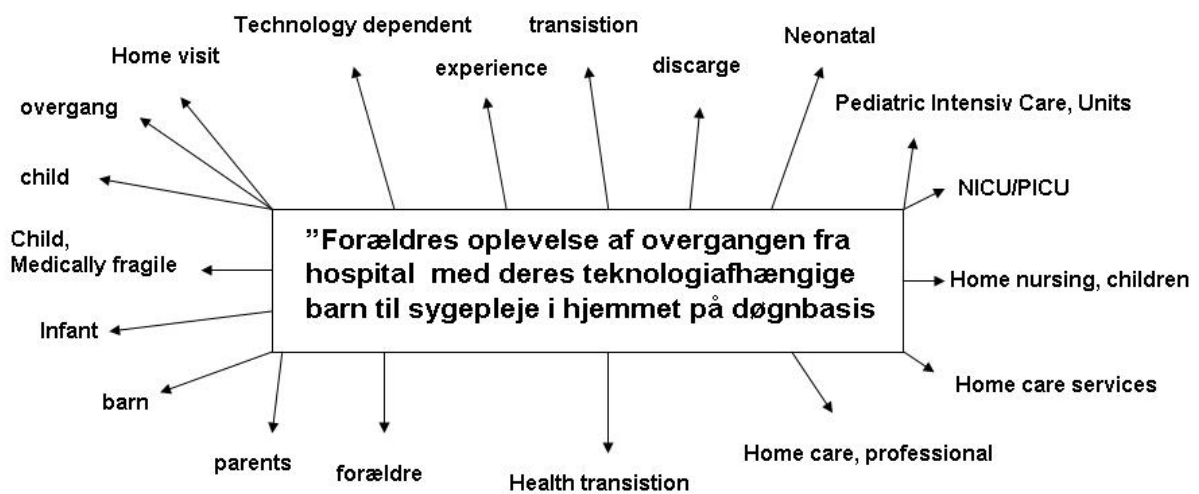 Technology dependent
transistion
Neonatal
Home visit
experience
discarge
overgang
Pediatric Intensiv Care, Units
child
NICU/PICU
Child,
Medically fragile
”Forældres oplevelse af overgangen fra
hospital med deres teknologiafhængige
barn til sygepleje i hjemmet på døgnbasis
Home nursing, children
Infant
Home care services
barn
parents
forældre
Health transistion
Home care, professional